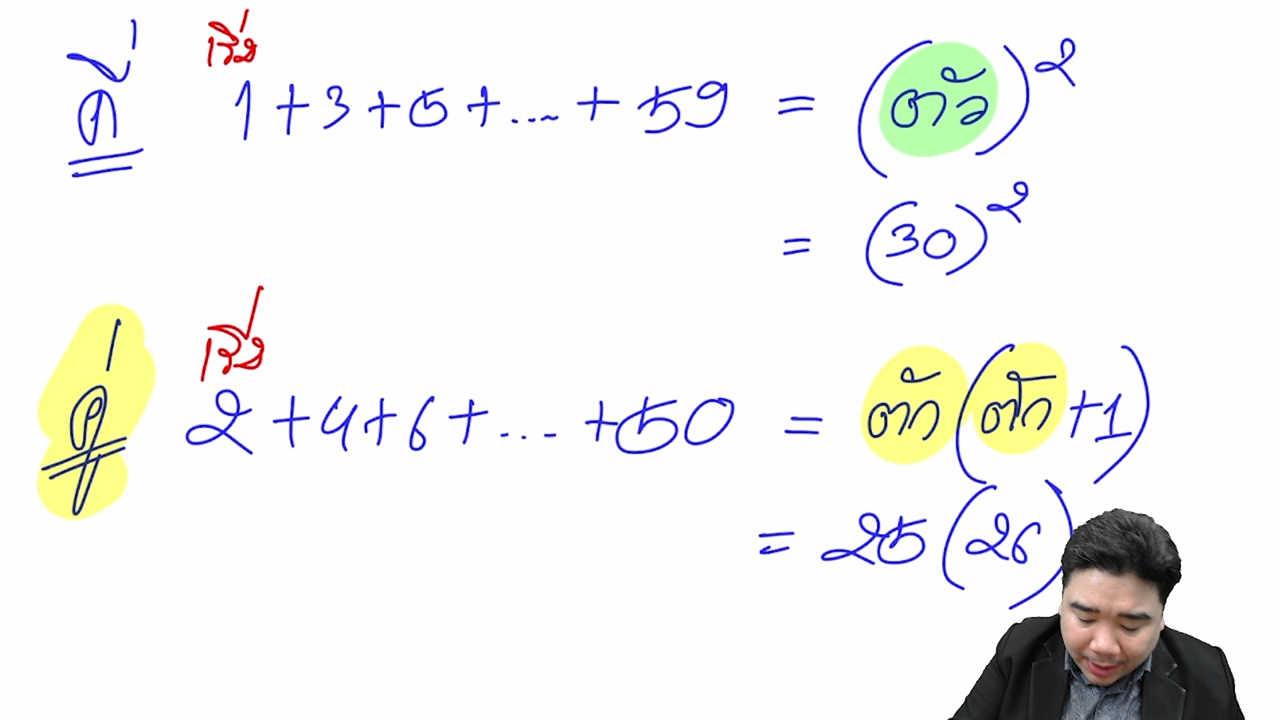 เริ่ม
คี่ 1 + 3 + 5 + .... + 59 = (ตัว)²
= (30)²
เริ่ม
คู่ 2 + 4 + 6 + .... + 50 = ตัว (ตัว + 1)
= 25 (26)